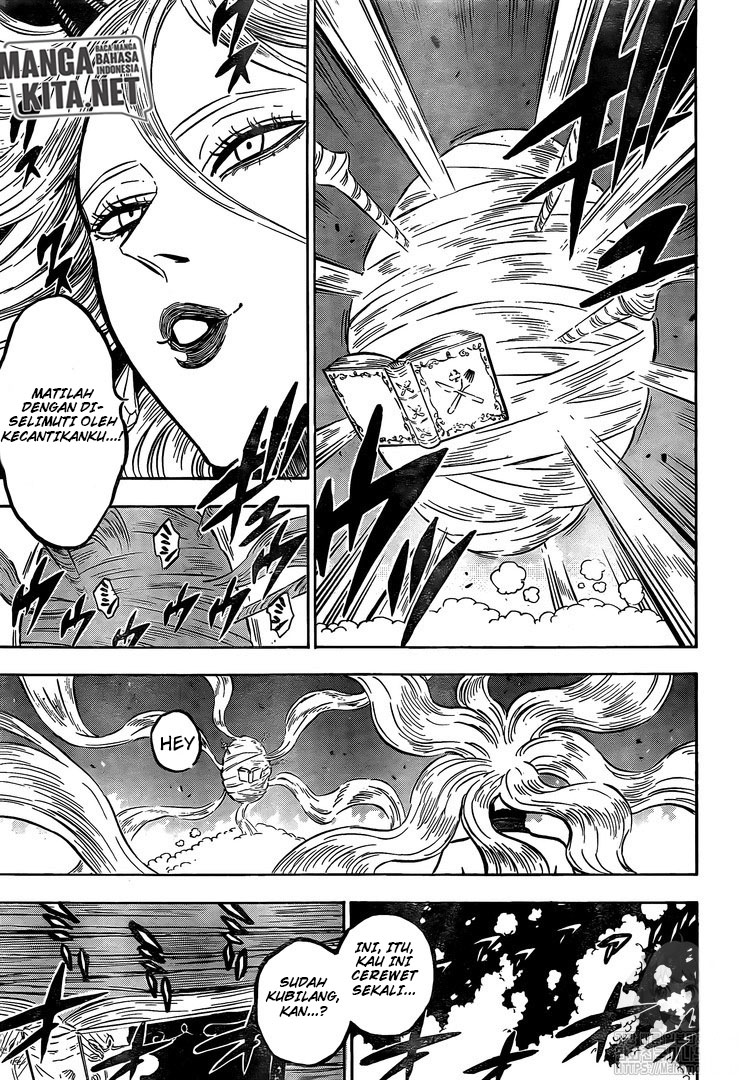 MANGA
KITA.NET
BACA MANGA
BAHASA
INDONESIA
MATILAH
DENGAN DI-
SELIMUTI OLEH
KECANTIKANKU...!
HEY
INI, ITU,
KAU INI
CEREWET
SEKALI...
SUDAH
KUBILANG,
KAN...?